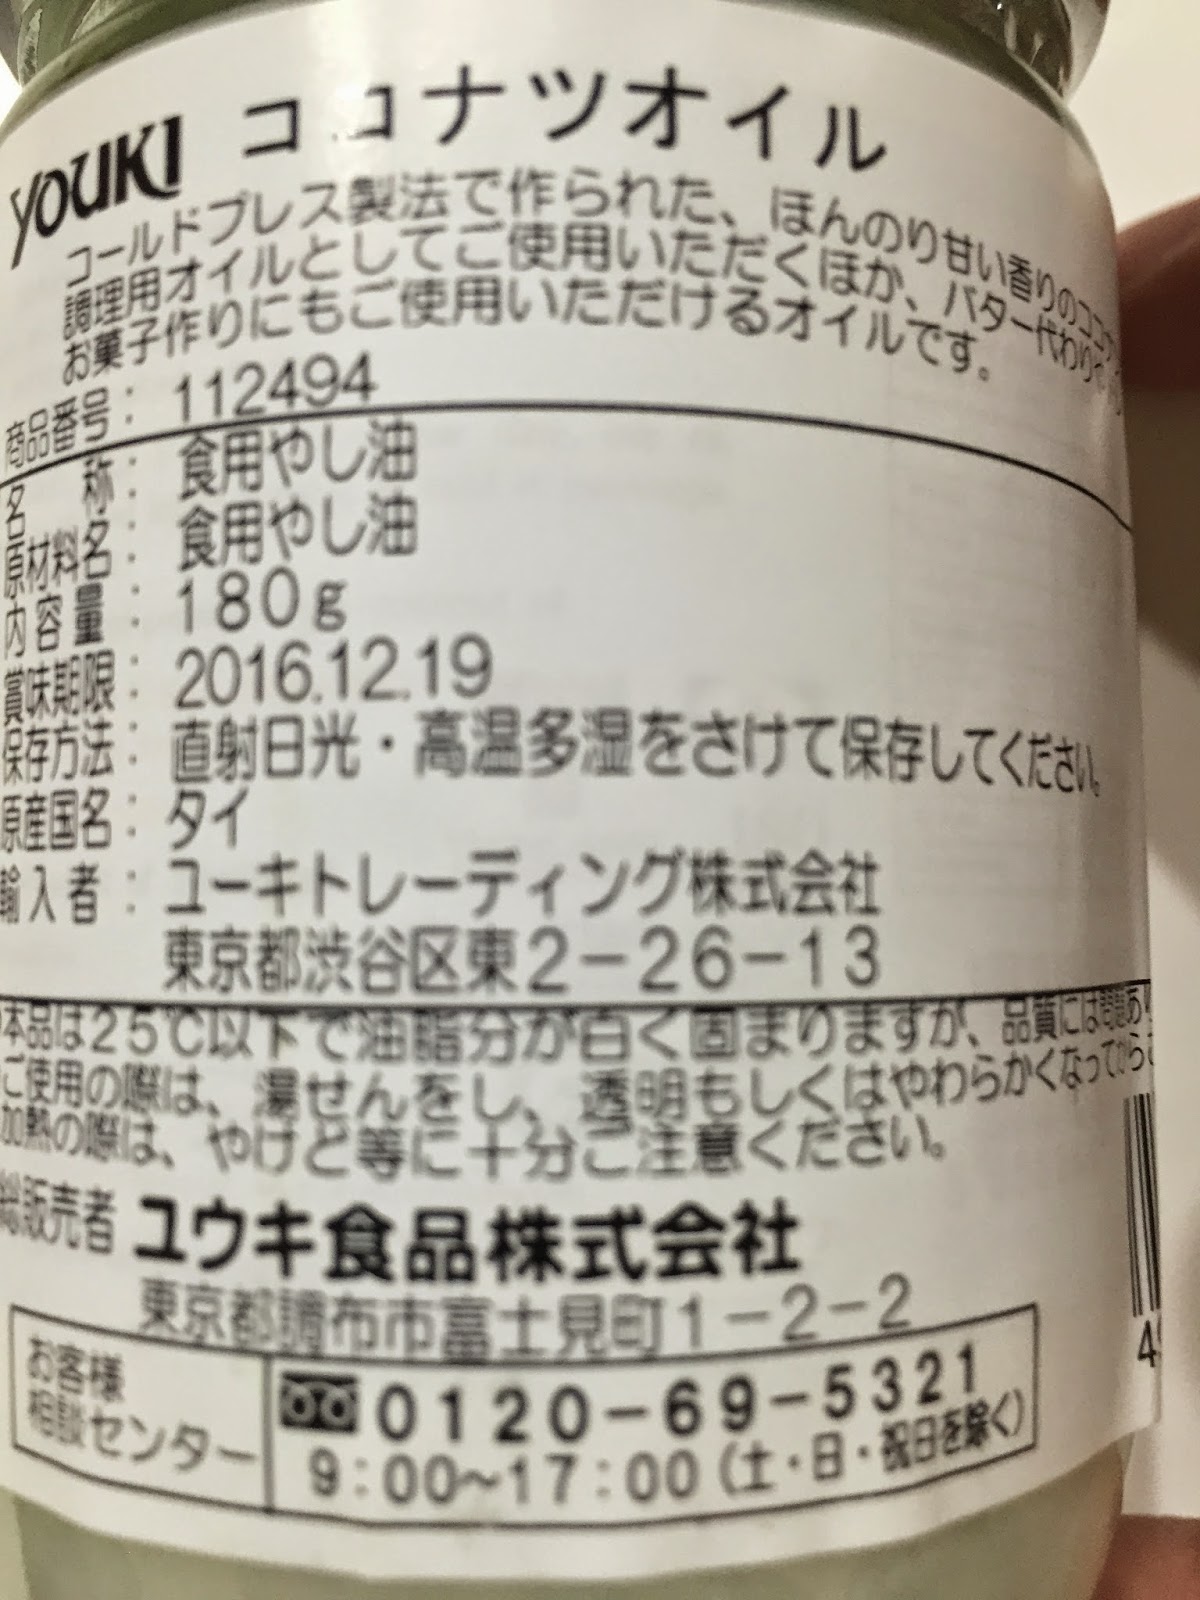 YOUKI ココナツオイル
コールドプレス製法で作られた、ほんのり甘い香りのココナ
調理用オイルとしてご使用いただくほか、バター代わりや
お菓子作りにもご使用いただけるオイルです。
商品番号：112494
名称：食用やし油
原材料名：食用やし油
内容量：180g
賞味期限：2016.12.19
保存方法：直射日光・高温多湿をさけて保存してください。
原産国名：タイ
輸入者：ユーキトレーディング株式会社
東京都渋谷区東2-26-13
本品は25℃以下で油脂分が白く固まりますが、品質には問題あり
ご使用の際は、湯せんをし、透明もしくはやわらかくなってからご
加熱の際は、やけど等に十分ご注意ください。
総販売者 ユウキ食品株式会社
東京都調布市富士見町1-2-2
お客様
相談センター
0120-69-5321
9:00~17:00(土・日・祝日を除く)